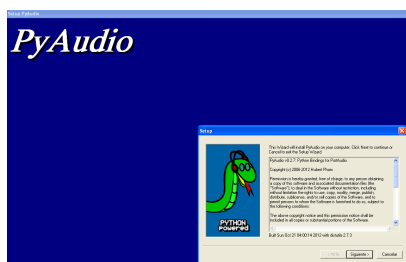 Setup PyAudio
PyAudio
Setup
This Wizard will install PyAudio on your computer. Click Next to continue or
Cancel to exit the Setup Wizard.
PyAudio v0.2.7: Python Bindings for PortAudio.
Copyright (c) 2006-2012 Hubert Pham
Permission is hereby granted, free of charge, to any person obtaining
a copy of this software and associated documentation files (the
"Software"), to deal in the Software without restriction, including
without limitation the rights to use, copy, modify, merge, publish,
distribute, sublicense, and/or sell copies of the Software, and to
permit persons to whom the Software is furnished to do so, subject to
the following conditions:
The above copyright notice and this permission notice shall be
included in all copies or substantial portions of the Software.
Built Sun Oct 21 04:00:14 2012 with distutils-2.7.3
PYTHON
Powered
Siguiente >
Cancelar